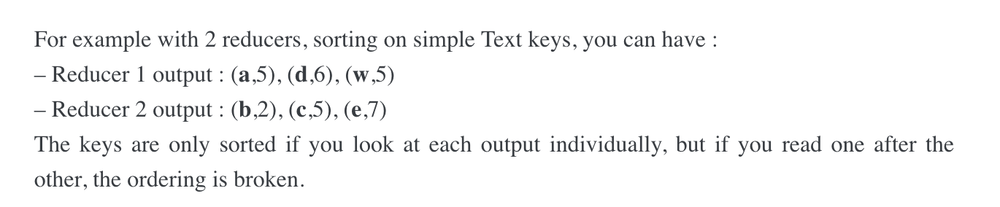 For example with 2 reducers, sorting on simple Text keys, you can have :
– Reducer 1 output : (a,5), (d,6), (w,5)
– Reducer 2 output : (b,2), (c,5), (e,7)
The keys are only sorted if you look at each output individually, but if you read one after the
other, the ordering is broken.